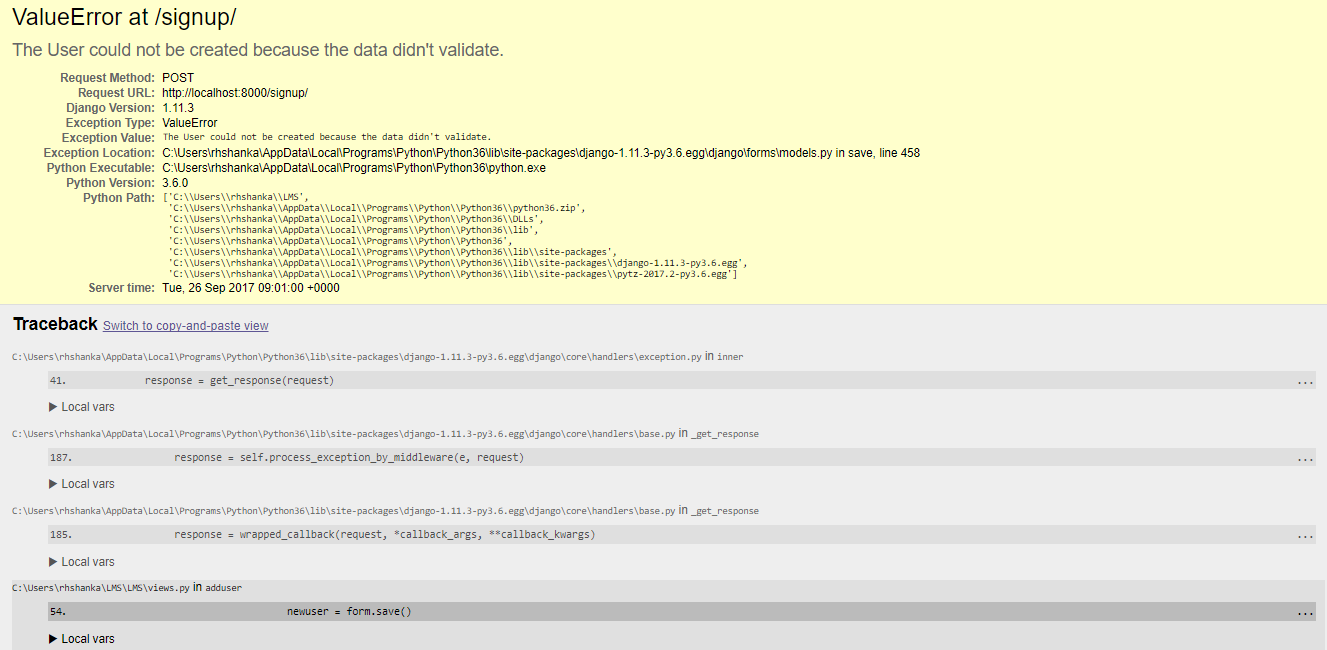 ValueError at /signup/
The User could not be created because the data didn't validate.
Request Method: POST
Request URL: http://localhost:8000/signup/
Django Version: 1.11.3
Exception Type: ValueError
Exception Value: The User could not be created because the data didn't validate.
Exception Location: C:\Users\rhshanka\AppData\Local\Programs\Python\Python36\lib\site-packages\django-1.11.3-py3.6.egg\django\forms\models.py in save, line 458
Python Executable: C:\Users\rhshanka\AppData\Local\Programs\Python\Python36\python.exe
Python Version: 3.6.0
Python Path: ['C:\\Users\\rhshanka\\LMS',
'C:\\Users\\rhshanka\\AppData\\Local\\Programs\\Python\\Python36\\python36.zip',
'C:\\Users\\rhshanka\\AppData\\Local\\Programs\\Python\\Python36\\DLLs',
'C:\\Users\\rhshanka\\AppData\\Local\\Programs\\Python\\Python36\\lib',
'C:\\Users\\rhshanka\\AppData\\Local\\Programs\\Python\\Python36',
'C:\\Users\\rhshanka\\AppData\\Local\\Programs\\Python\\Python36\\lib\\site-packages',
'C:\\Users\\rhshanka\\AppData\\Local\\Programs\\Python\\Python36\\lib\\site-packages\\django-1.11.3-py3.6.egg',
'C:\\Users\\rhshanka\\AppData\\Local\\Programs\\Python\\Python36\\lib\\site-packages\\pytz-2017.2-py3.6.egg']
Server time: Tue, 26 Sep 2017 09:01:00 +0000
Traceback Switch to copy-and-paste view
C:\Users\rhshanka\AppData\Local\Programs\Python\Python36\lib\site-packages\django-1.11.3-py3.6.egg\django\core\handlers\exception.py in inner
41. response = get_response(request) ...
▶ Local vars
C:\Users\rhshanka\AppData\Local\Programs\Python\Python36\lib\site-packages\django-1.11.3-py3.6.egg\django\core\handlers\base.py in _get_response
187. response = self.process_exception_by_middleware(e, request) ...
▶ Local vars
C:\Users\rhshanka\AppData\Local\Programs\Python\Python36\lib\site-packages\django-1.11.3-py3.6.egg\django\core\handlers\base.py in _get_response
185. response = wrapped_callback(request, *callback_args, **callback_kwargs) ...
▶ Local vars
C:\Users\rhshanka\LMS\LMS\views.py in adduser
54. newuser = form.save() ...
▶ Local vars